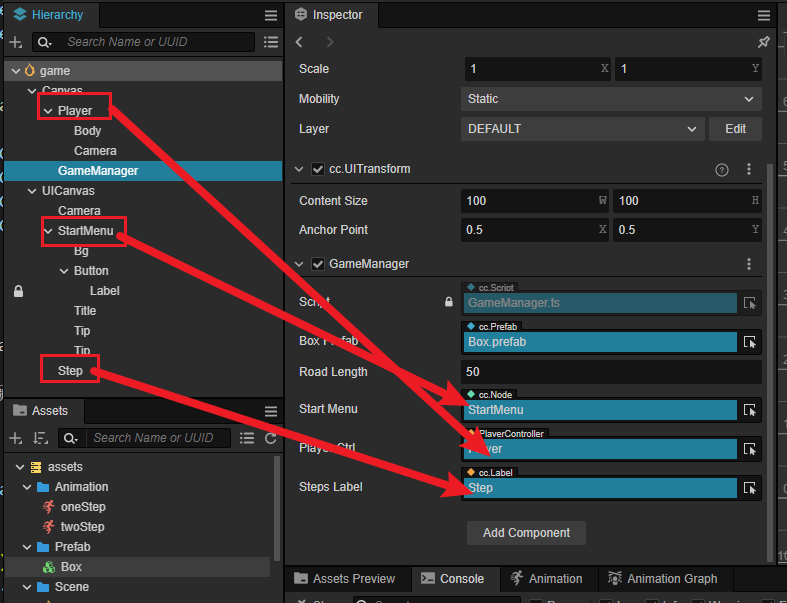 Hierarchy
Search Name or UUID
game
Canvas
Player
Body
Camera
GameManager
UICanvas
Camera
StartMenu
Bg
Button
Label
Title
Tip
Tip
Step
Assets
Search Name or UUID
assets
Animation
oneStep
twoStep
Prefab
Box
Scene
Inspector
Scale 1 X 1 Y
Mobility Static
Layer DEFAULT Edit
cc.UITransform
Content Size 100 W 100 H
Anchor Point 0.5 X 0.5 Y
GameManager
cc.Script
Script GameManager.ts
cc.Prefab
Box Prefab Box.prefab
Road Length 50
cc.Node
Start Menu StartMenu
PlayerController
Player Ctrl Player
cc.Label
Steps Label Step
Add Component
Assets Preview Console Animation Animation Graph